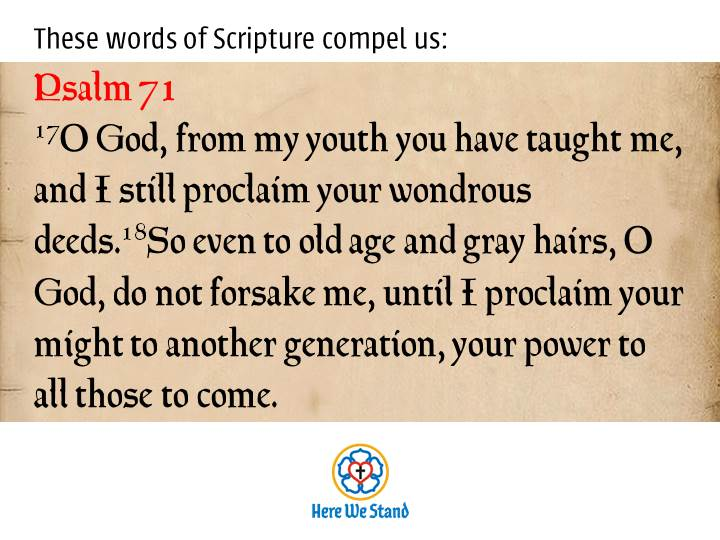 These words of Scripture compel us:
Psalm 71
¹⁷O God, from my youth you have taught me,
and I still proclaim your wondrous
deeds.¹⁸So even to old age and gray hairs, O
God, do not forsake me, until I proclaim your
might to another generation, your power to
all those to come.
Here We Stand